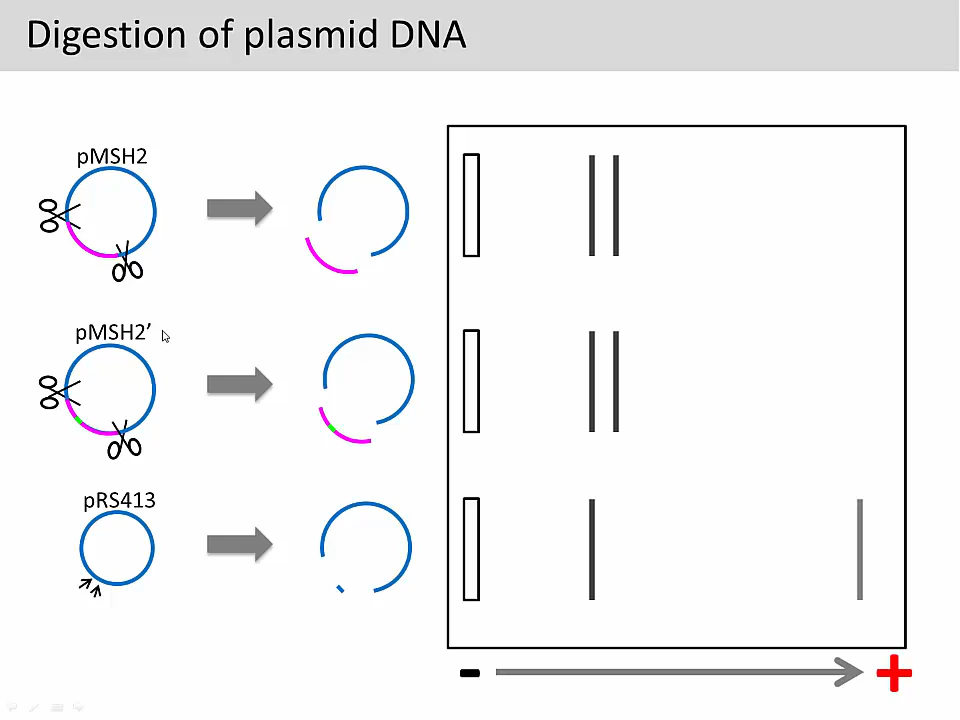 Digestion of plasmid DNA
pMSH2
pMSH2’
pRS413
- +